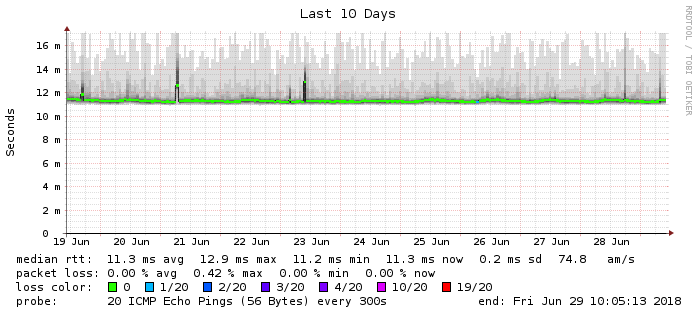 Last 10 Days
RRDTOOL / TOBI OETIKER
Seconds
16 m
14 m
12 m
10 m
8 m
6 m
4 m
2 m
0
19 Jun 20 Jun 21 Jun 22 Jun 23 Jun 24 Jun 25 Jun 26 Jun 27 Jun 28 Jun
median rtt: 11.3 ms avg 12.9 ms max 11.2 ms min 11.3 ms now 0.2 ms sd 74.8 am/s
packet loss: 0.00 % avg 0.42 % max 0.00 % min 0.00 % now
loss color: 0 1/20 2/20 3/20 4/20 10/20 19/20
probe: 20 ICMP Echo Pings (56 Bytes) every 300s end: Fri Jun 29 10:05:13 2018